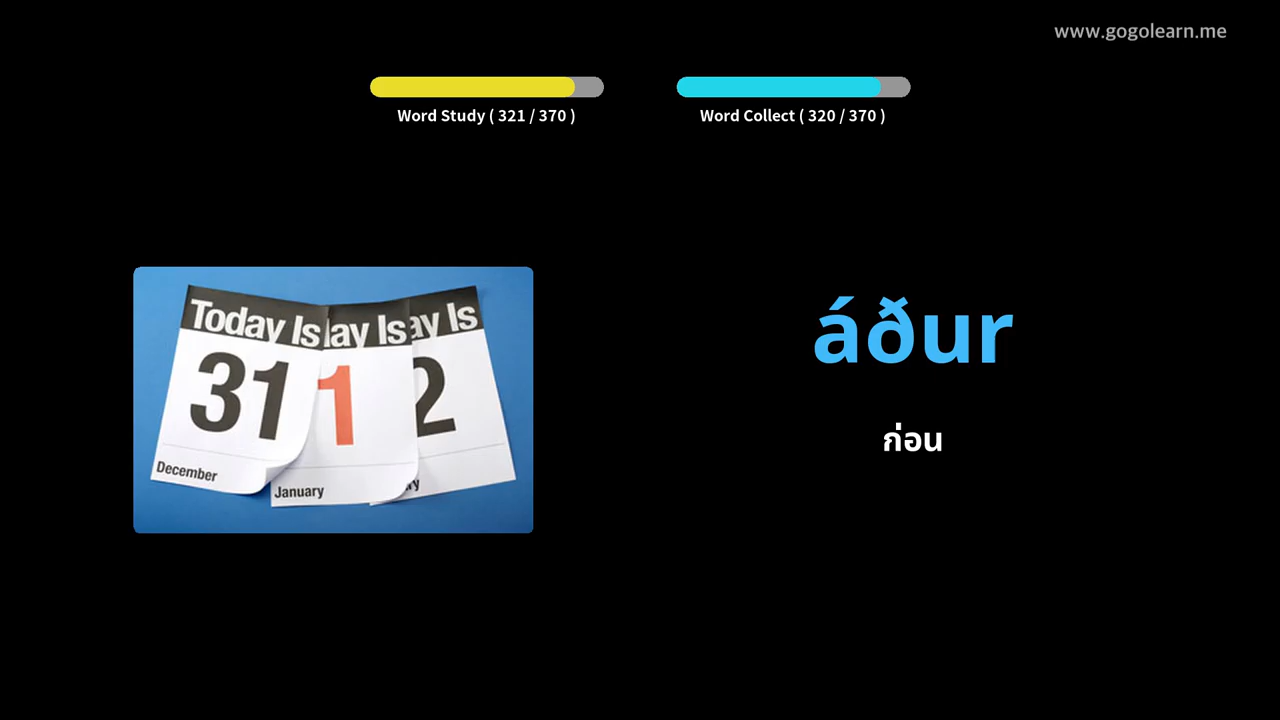 www.gogolearn.me
Word Study ( 321 / 370 )
Word Collect ( 320 / 370 )
Today Is
31
December
ay Is
1
January
ay Is
2
ry
áður
ก่อน